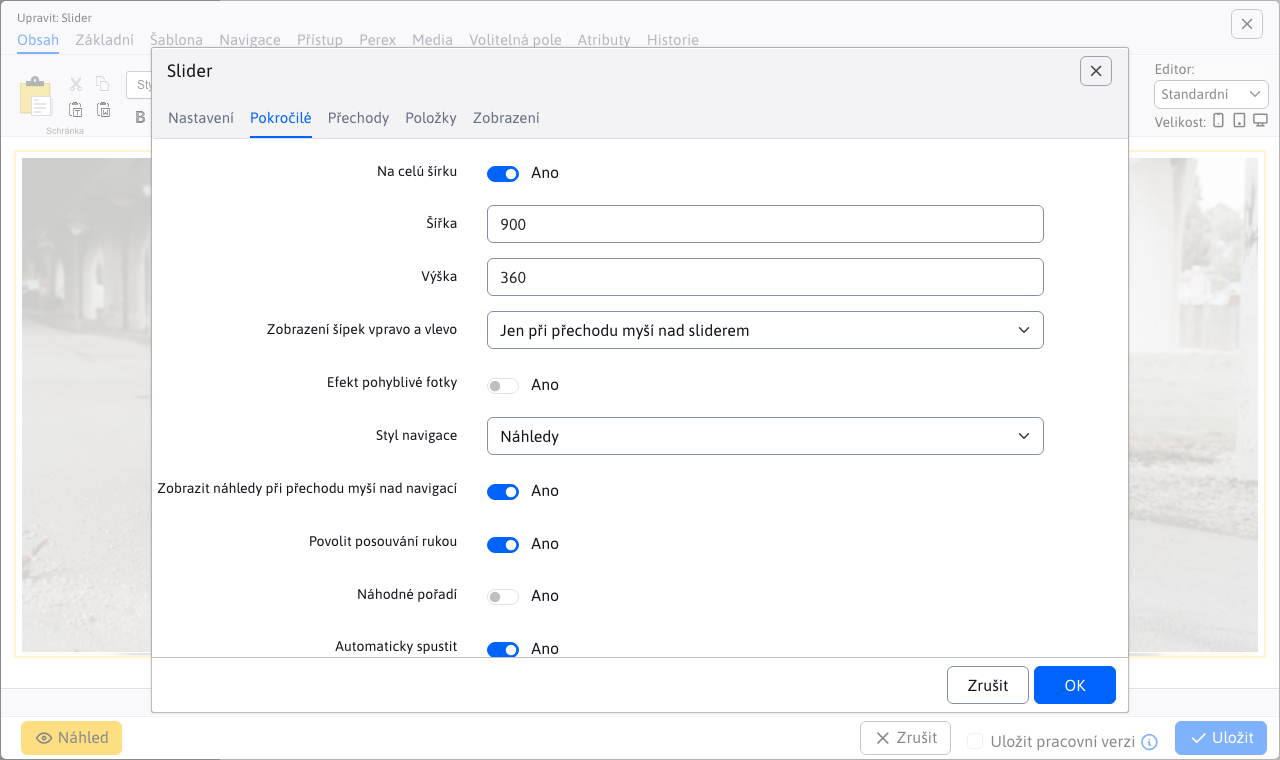 Upravit: Slider
Obsah Základní Šablona Navigace Přístup Perex Media Volitelná pole Atributy Historie
Slider
Editor:
Standardní
Velikost:
Sty
B
Schránka
Nastavení Pokročilé Přechody Položky Zobrazení
Na celú šírku Ano
Šířka 900
Výška 360
Zobrazení šípek vpravo a vlevo Jen při přechodu myší nad sliderem
Efekt pohyblivé fotky Ano
Styl navigace Náhledy
Zobrazit náhledy při přechodu myší nad navigací Ano
Povolit posouvání rukou Ano
Náhodné pořadí Ano
Automaticky spustit Ano
Zrušit OK
Náhled Zrušit Uložit pracovní verzi Uložit